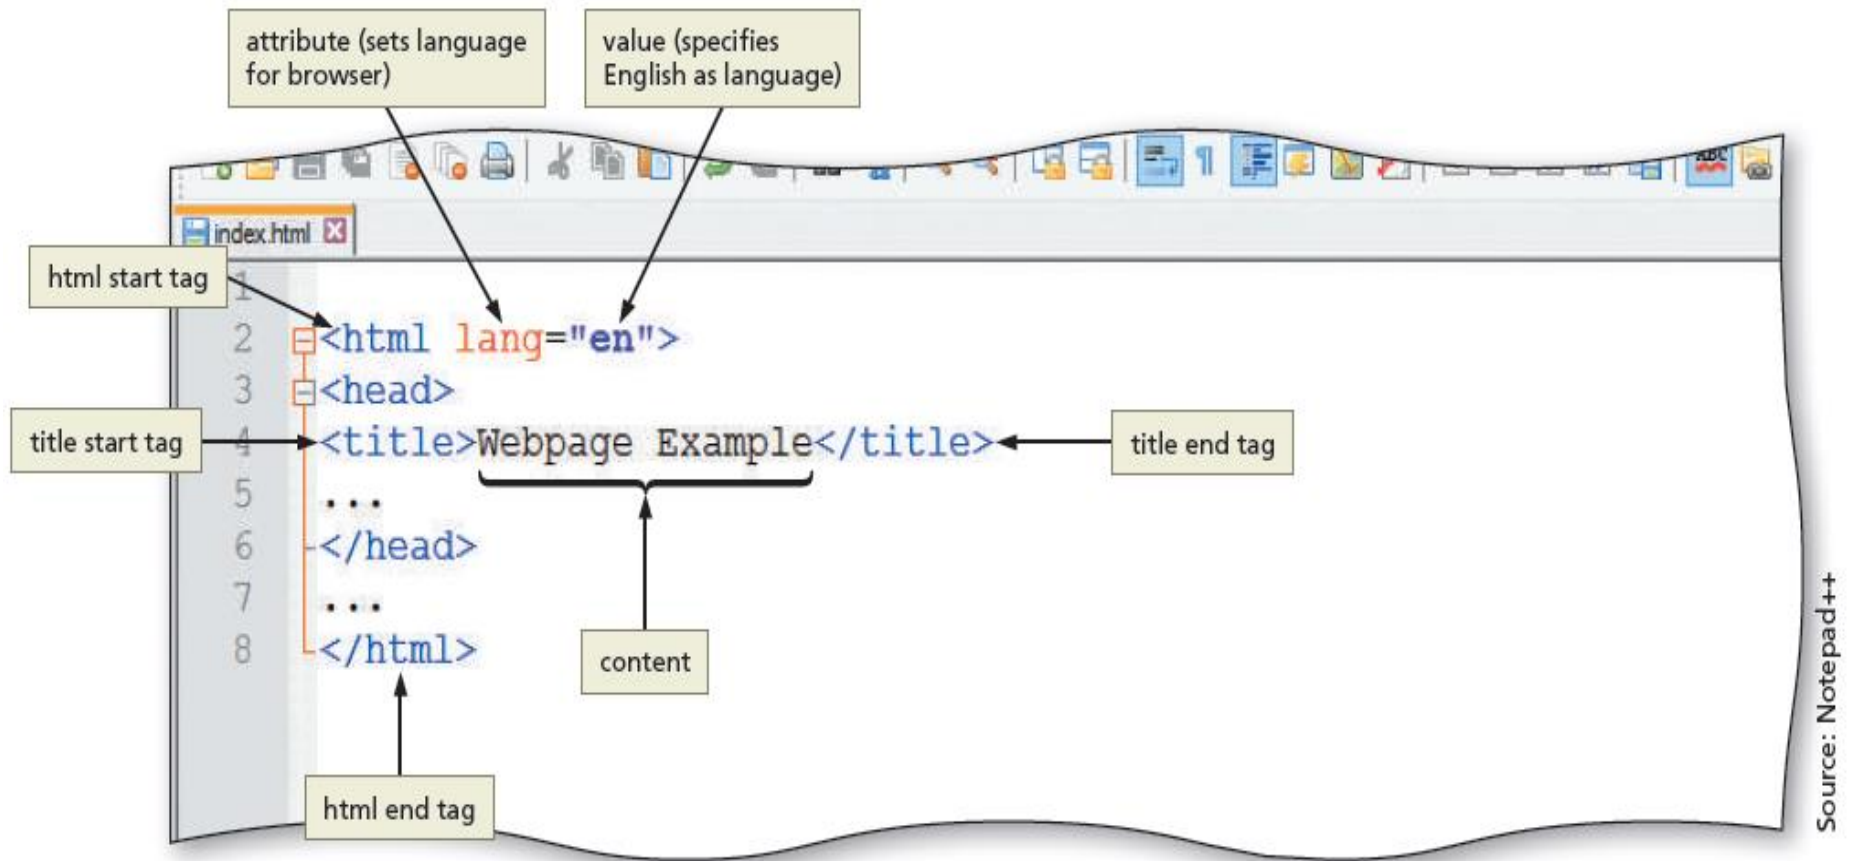 attribute (sets language
for browser)
value (specifies
English as language)
ABC
index.html
html start tag
1
2 <html lang="en">
3 <head>
title start tag
4 <title>Webpage Example</title>
title end tag
5 ...
6 </head>
7 ...
8 </html>
content
html end tag
Source: Notepad++